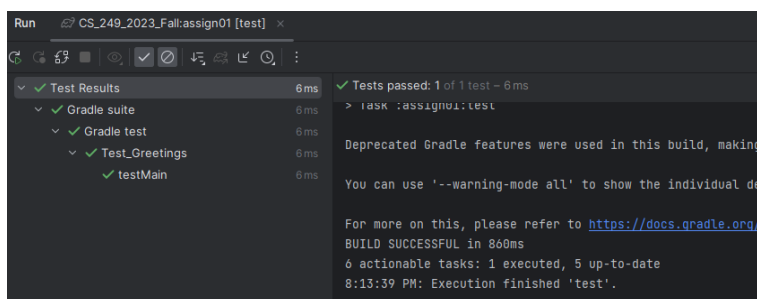 Run CS_249_2023_Fall:assign01 [test] ×
Test Results 6 ms
Gradle suite 6 ms
Gradle test 6 ms
Test_Greetings 6 ms
testMain 6 ms
Tests passed: 1 of 1 test – 6 ms
> Task :assign01:test
Deprecated Gradle features were used in this build, making
You can use '--warning-mode all' to show the individual de
For more on this, please refer to https://docs.gradle.org/
BUILD SUCCESSFUL in 860ms
6 actionable tasks: 1 executed, 5 up-to-date
8:13:39 PM: Execution finished 'test'.